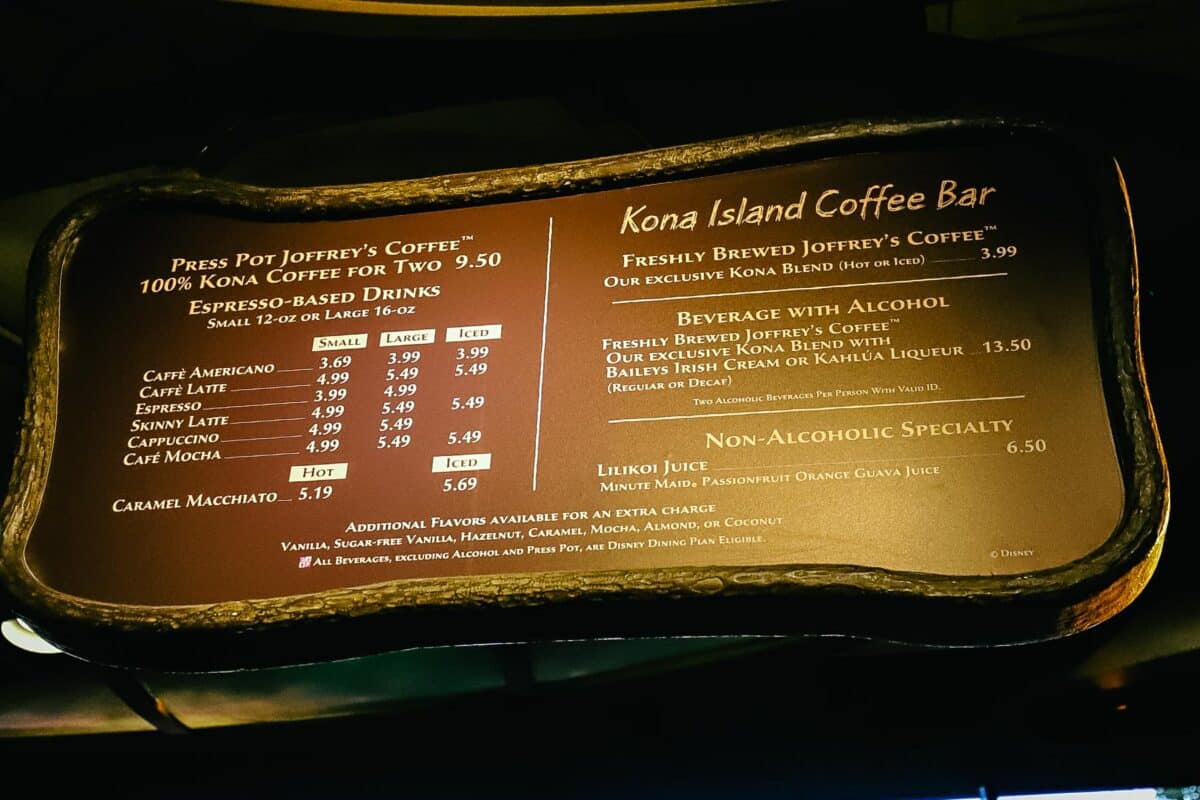 Press Pot Joffrey's Coffee™
100% Kona Coffee for Two 9.50
Espresso-based Drinks
Small 12-oz or Large 16-oz
Small Large Iced
Caffè Americano 3.69 3.99 3.99
Caffè Latte 4.99 5.49 5.49
Espresso 3.99 4.99
Skinny Latte 4.99 5.49 5.49
Cappuccino 4.99 5.49
Café Mocha 4.99 5.49 5.49
Hot Iced
Caramel Macchiato 5.19 5.69
Kona Island Coffee Bar
Freshly Brewed Joffrey's Coffee™
Our exclusive Kona Blend (Hot or Iced) 3.99
Beverage with Alcohol
Freshly Brewed Joffrey's Coffee™
Our exclusive Kona Blend with
Baileys Irish Cream or Kahlúa Liqueur 13.50
(Regular or Decaf)
Two Alcoholic Beverages Per Person With Valid ID.
Non-Alcoholic Specialty
Lilikoi Juice 6.50
Minute Maid® Passionfruit Orange Guava Juice
Additional Flavors available for an extra charge
Vanilla, Sugar-free Vanilla, Hazelnut, Caramel, Mocha, Almond, or Coconut
All Beverages, excluding Alcohol and Press Pot, are Disney Dining Plan Eligible.
© Disney